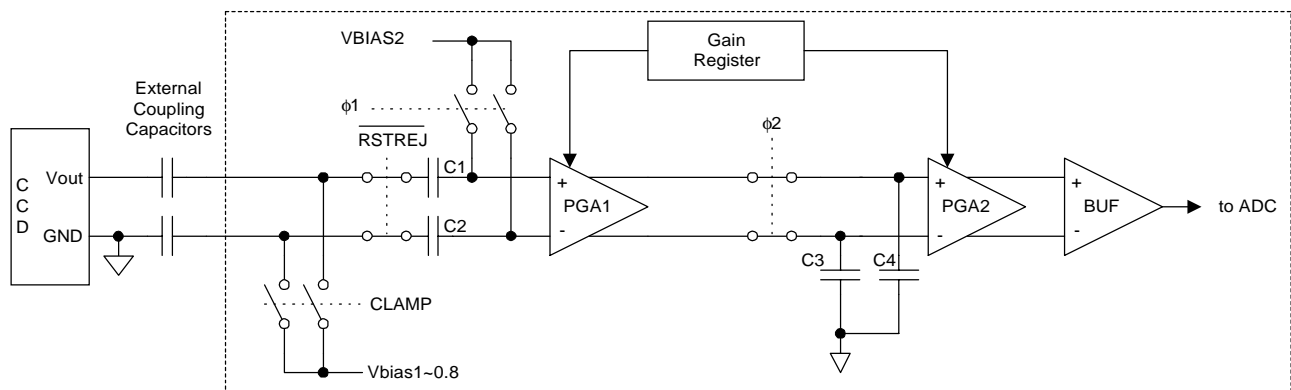 VBIAS2
Gain
Register
External
Coupling
Capacitors
ϕ1
RSTREJ
ϕ2
C
C
D
Vout
GND
C1
C2
+
PGA1
-
+
PGA2
-
+
BUF
-
to ADC
C3
C4
CLAMP
Vbias1~0.8